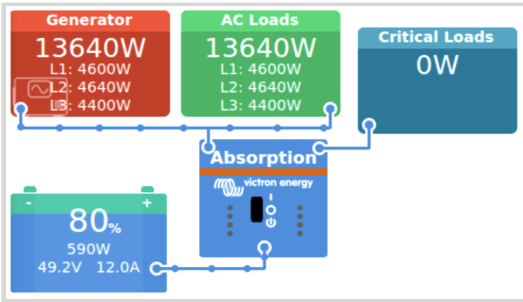 Generator
13640W
L1: 4600W
L2: 4640W
L3: 4400W
AC Loads
13640W
L1: 4600W
L2: 4640W
L3: 4400W
Critical Loads
0W
Absorption
victron energy
I
O
- +
80%
590W
49.2V 12.0A